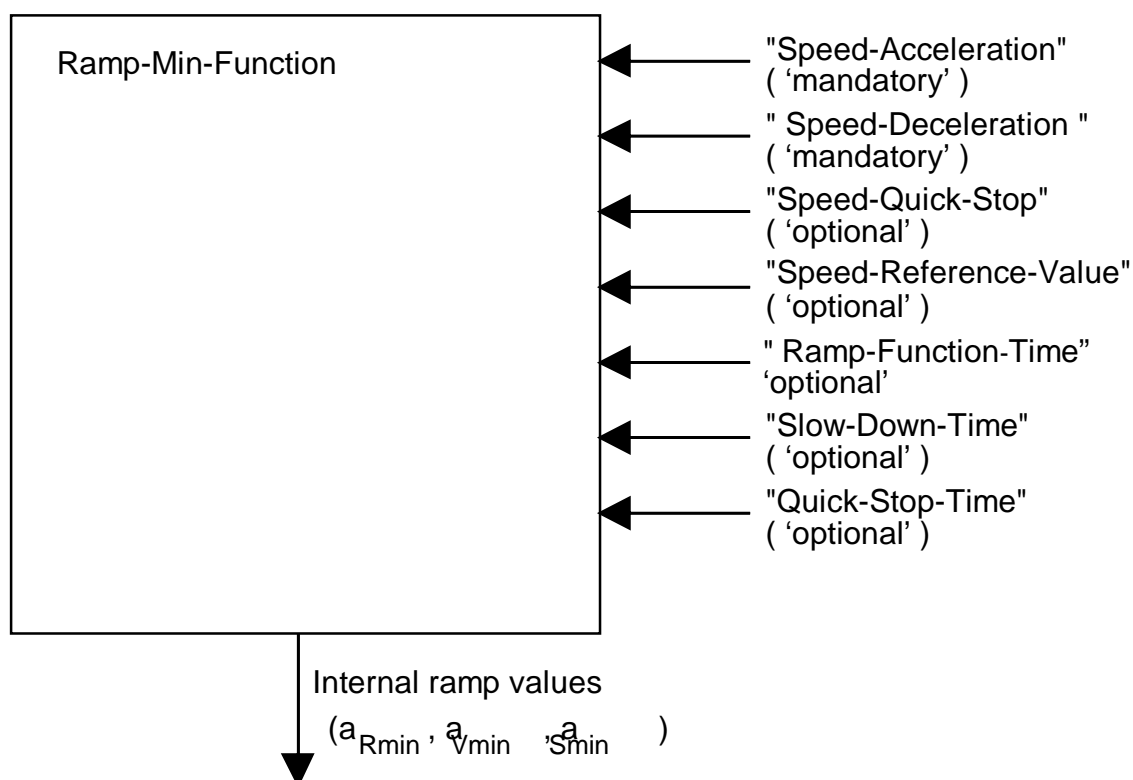 Ramp-Min-Function
"Speed-Acceleration"
( ‘mandatory’ )
" Speed-Deceleration "
( ‘mandatory’ )
"Speed-Quick-Stop"
( ‘optional’ )
"Speed-Reference-Value"
( ‘optional’ )
" Ramp-Function-Time”
‘optional’
"Slow-Down-Time"
( ‘optional’ )
"Quick-Stop-Time"
( ‘optional’ )
Internal ramp values
(a Rmin , a Vmin , a Smin )